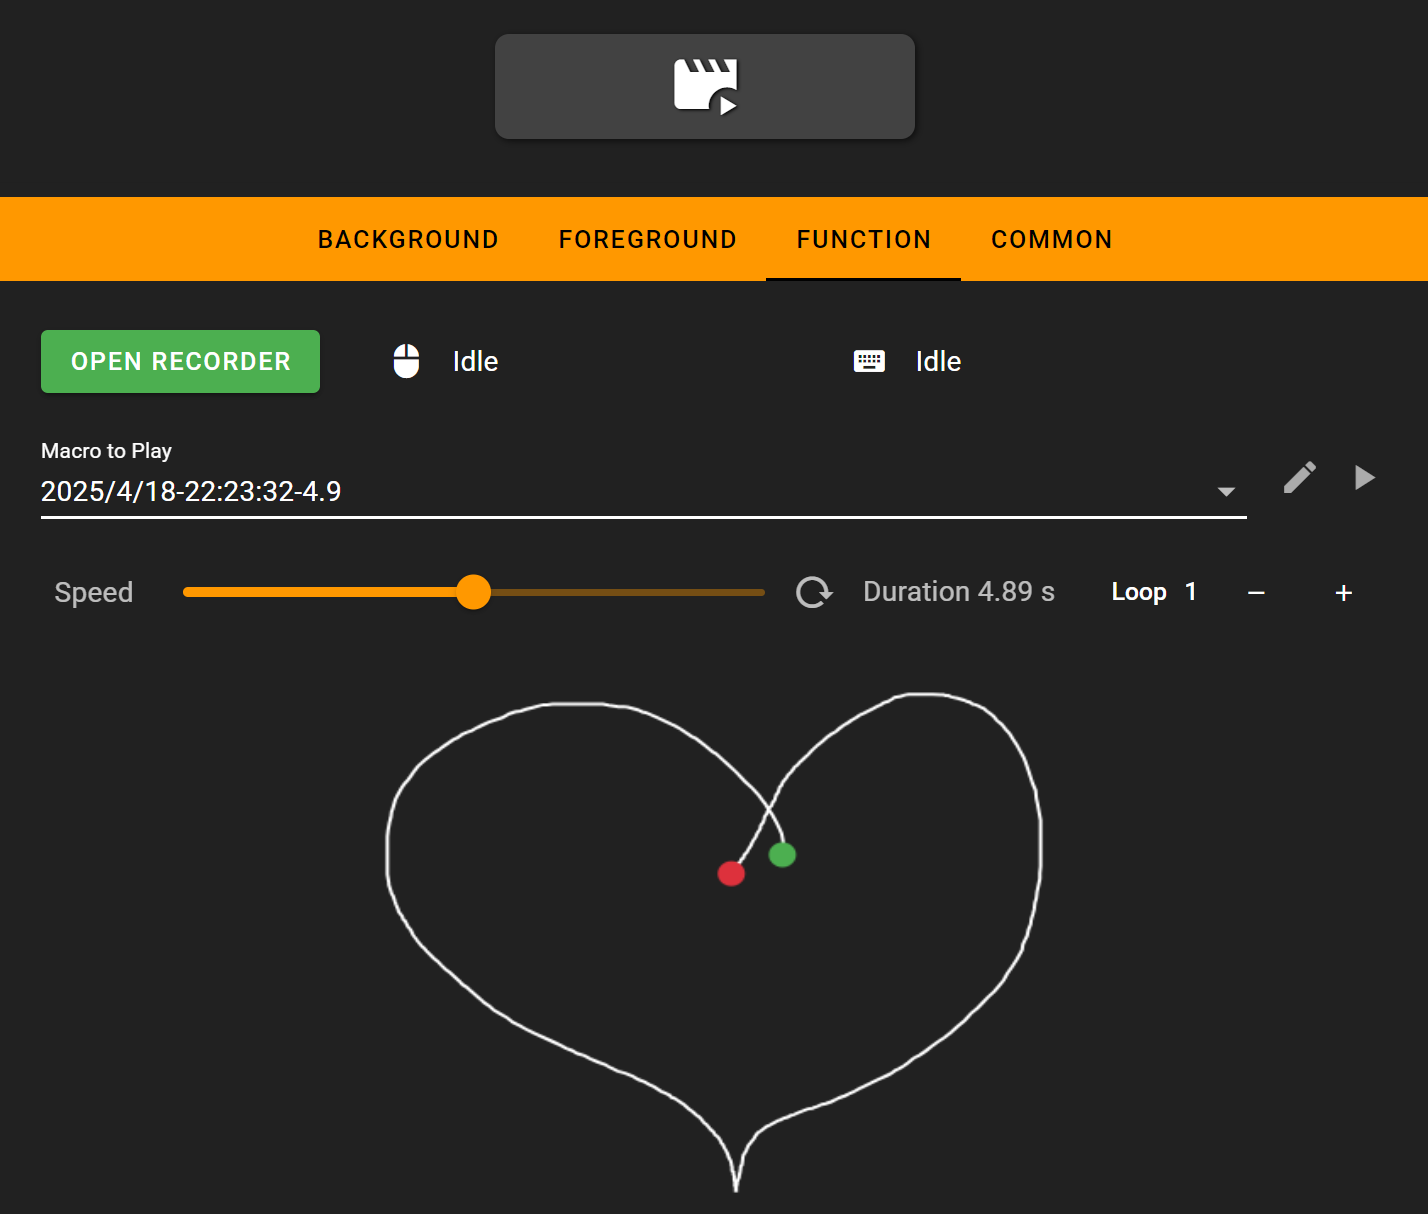 BACKGROUND FOREGROUND FUNCTION COMMON
OPEN RECORDER Idle Idle
Macro to Play
2025/4/18-22:23:32-4.9
Speed Duration 4.89 s Loop 1 − +